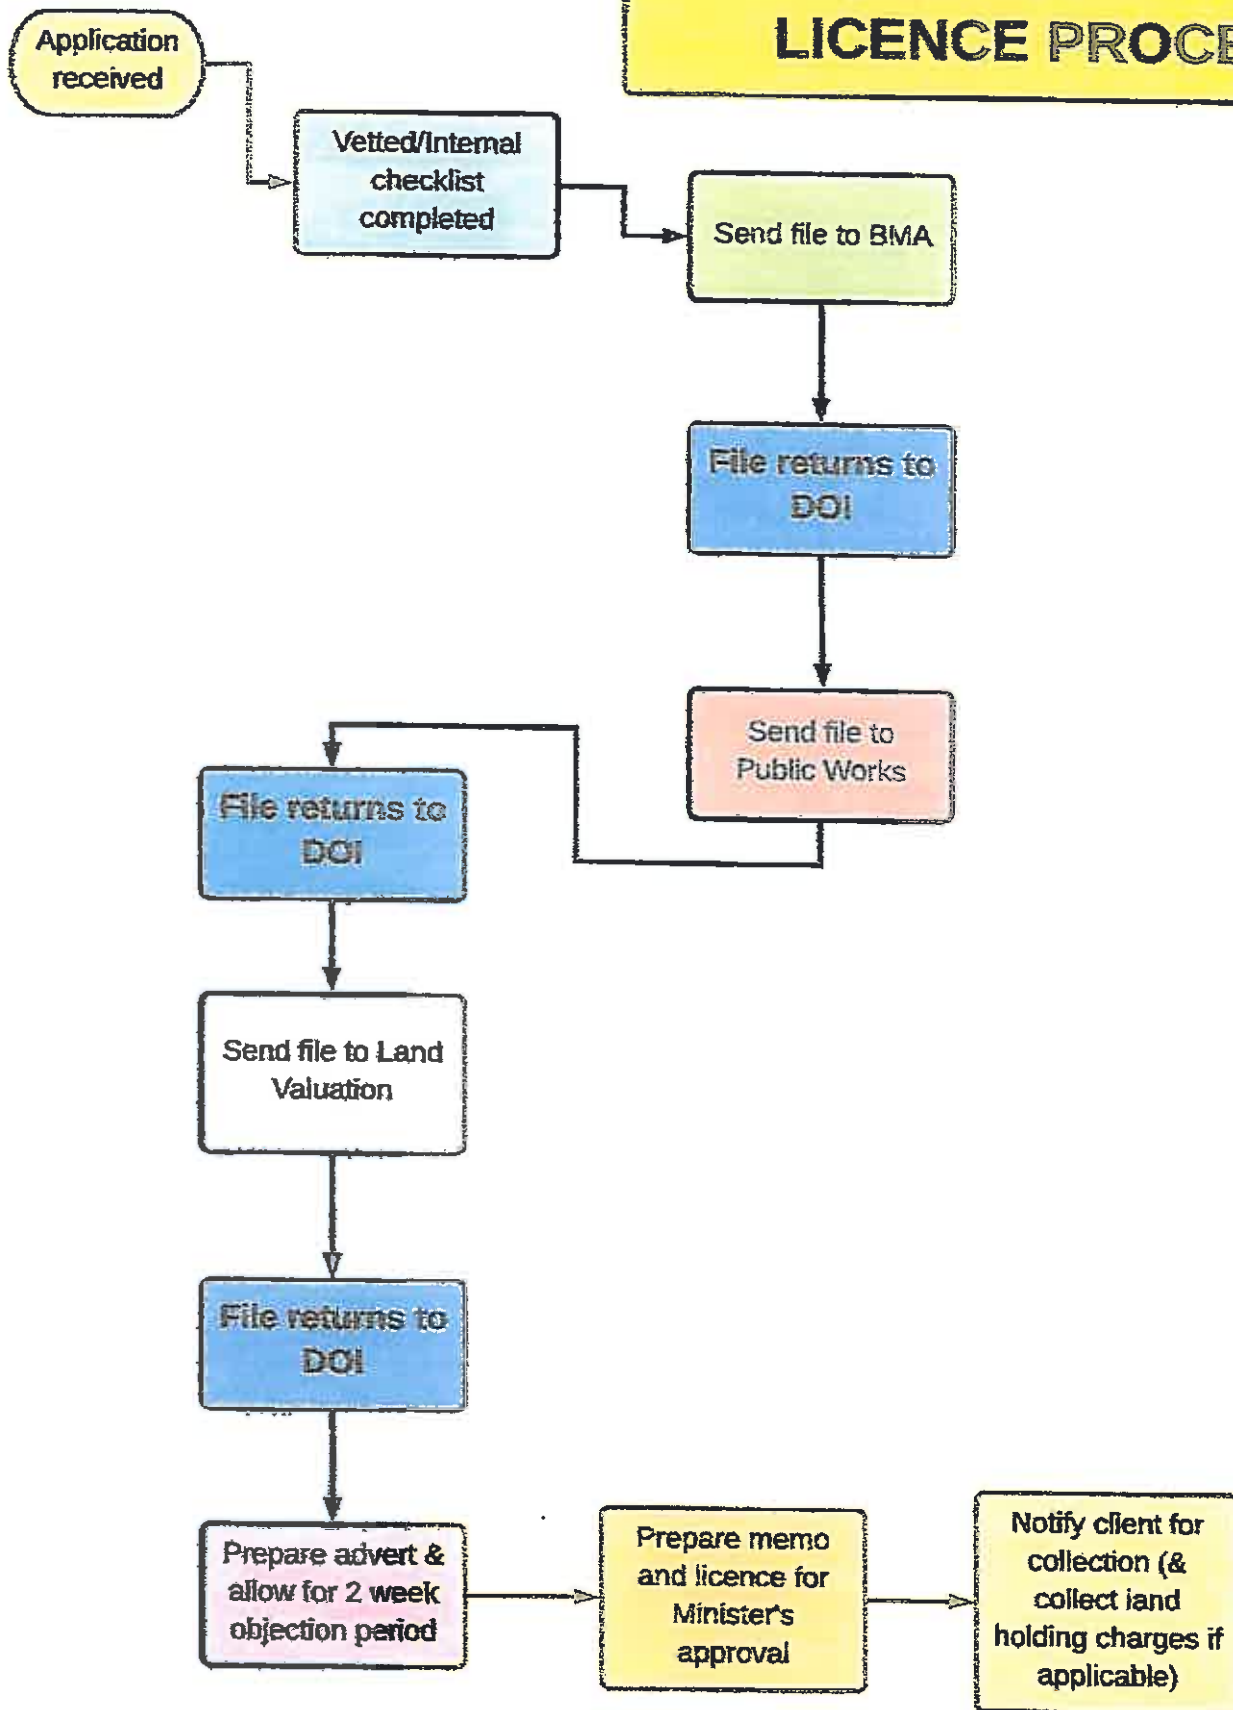 LICENCE PROCE
Application
received
Vetted/Internal
checklist
completed
Send file to BMA
File returns to
DOI
Send file to
Public Works
File returns to
DOI
Send file to Land
Valuation
File returns to
DOI
Prepare advert &
allow for 2 week
objection period
Prepare memo
and licence for
Minister's
approval
Notify client for
collection (&
collect land
holding charges if
applicable)